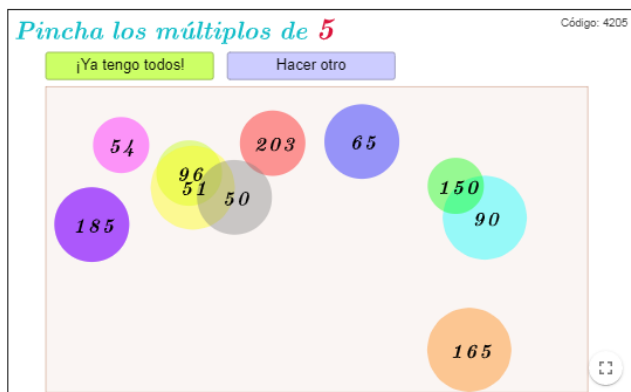 Pincha los múltiplos de 5
Código: 4205
¡Ya tengo todos!
Hacer otro
54
203
65
96
51
50
150
185
90
165